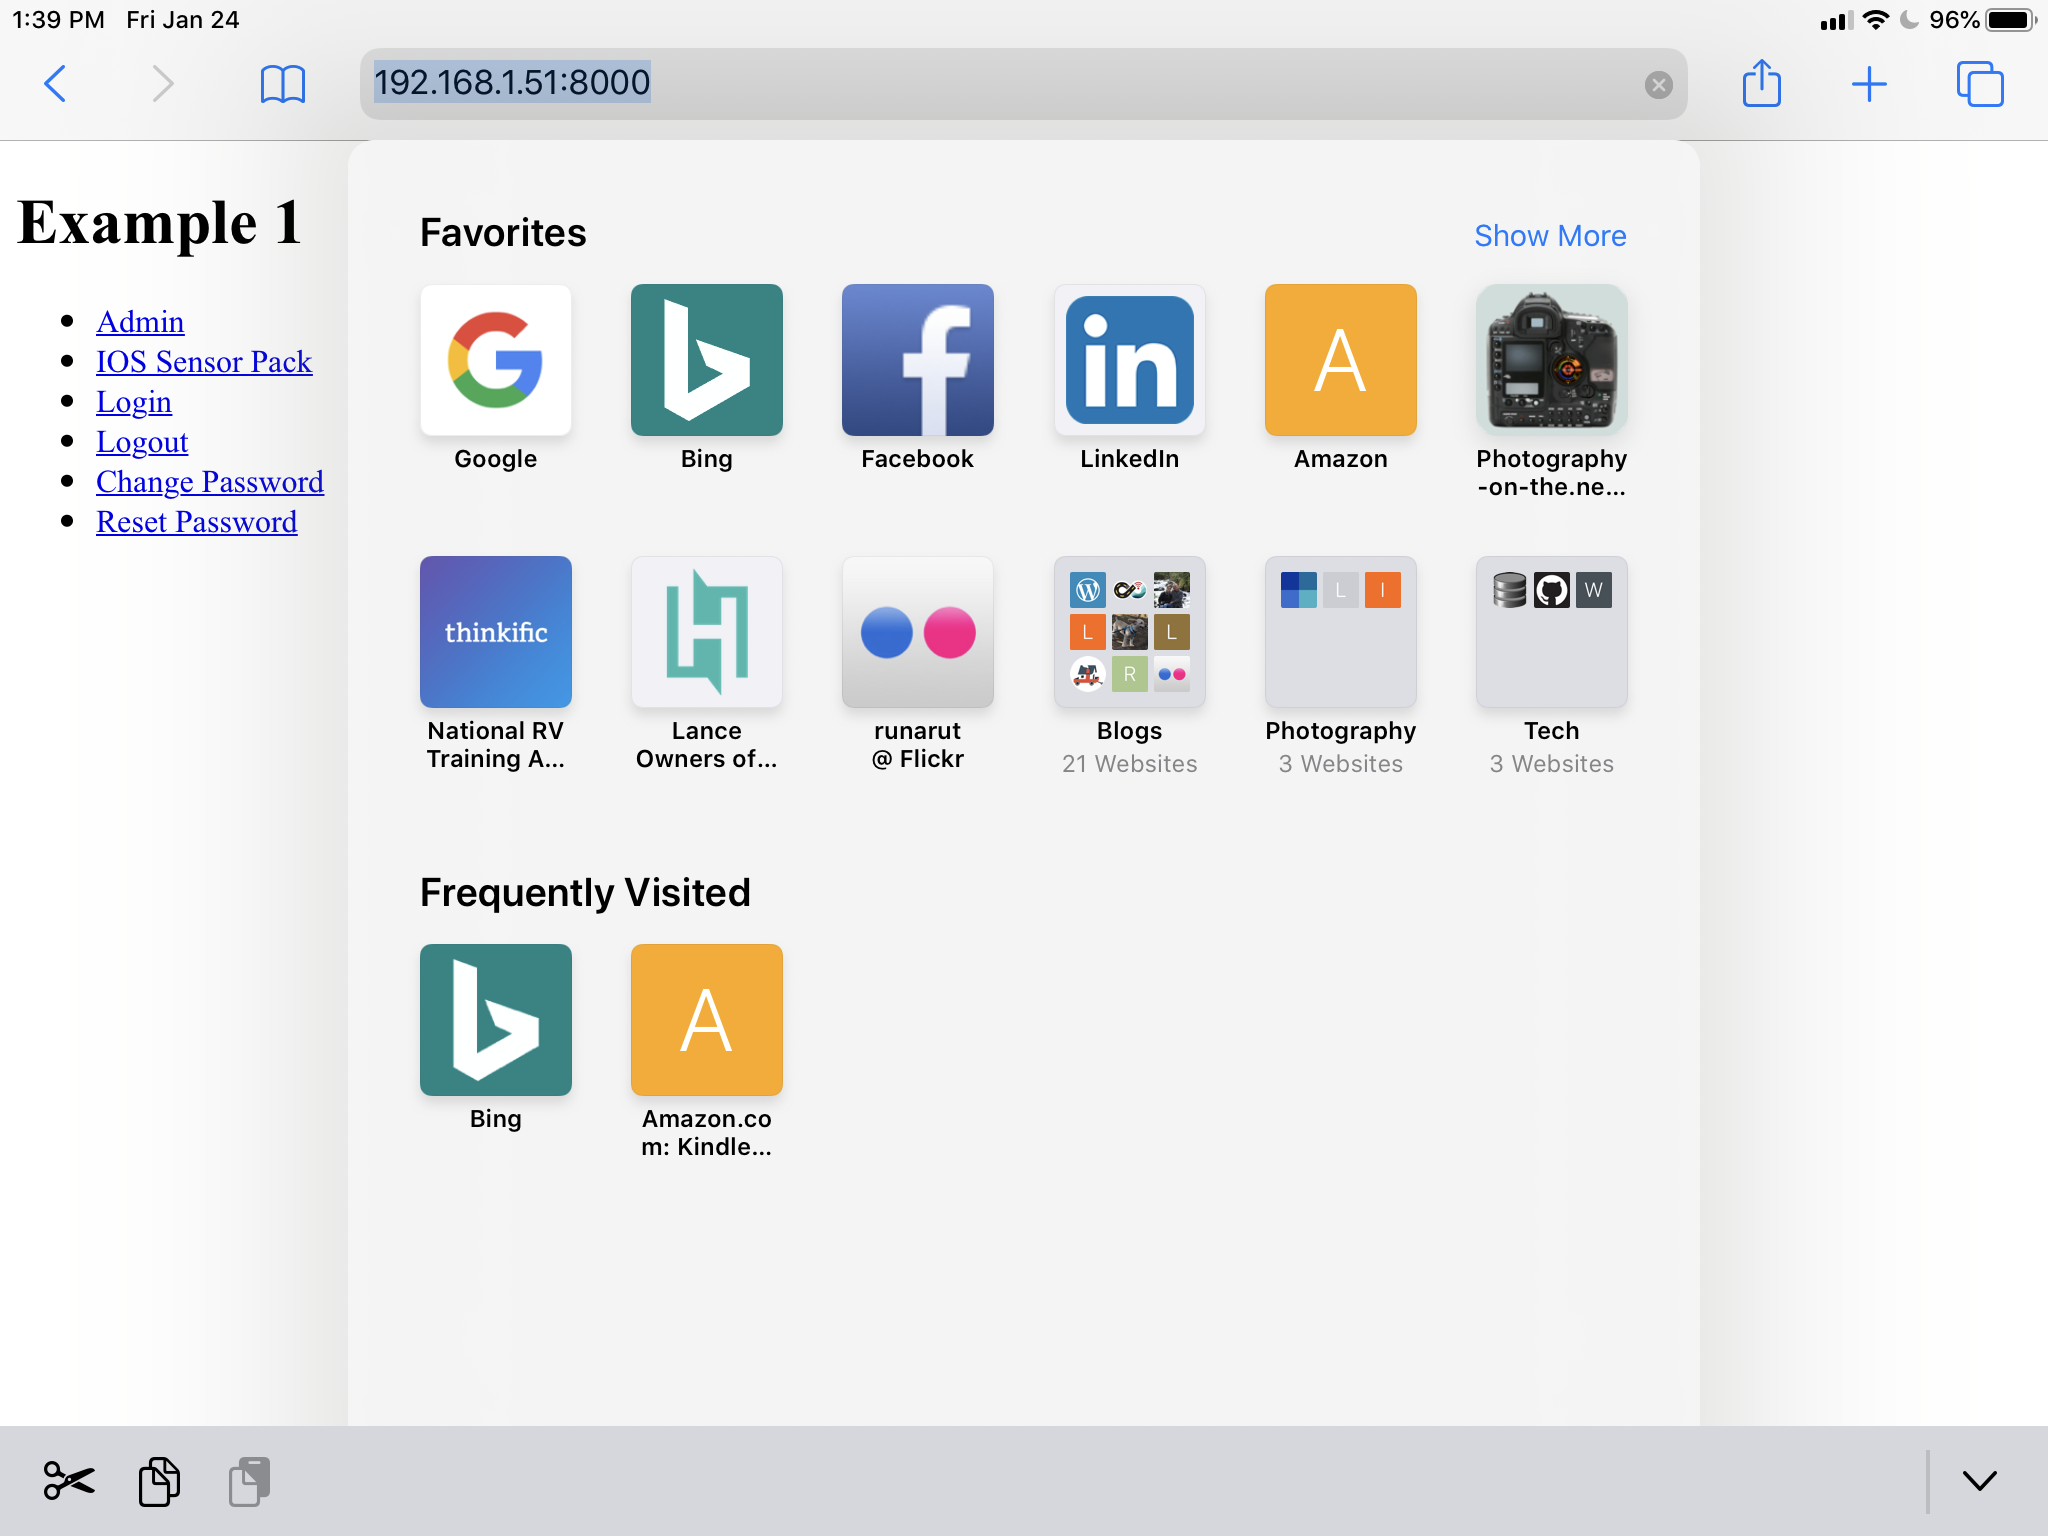 1:39 PM Fri Jan 24
96%
192.168.1.51:8000
Example 1
Admin
IOS Sensor Pack
Login
Logout
Change Password
Reset Password
Favorites
Show More
in
A
Google
Bing
Facebook
LinkedIn
Amazon
Photography
-on-the.ne...
thinkific
L
R
L
L
I
W
National RV
Training A...
Lance
Owners of...
runarut
@ Flickr
Blogs
21 Websites
Photography
3 Websites
Tech
3 Websites
Frequently Visited
A
Bing
Amazon.co
m: Kindle...